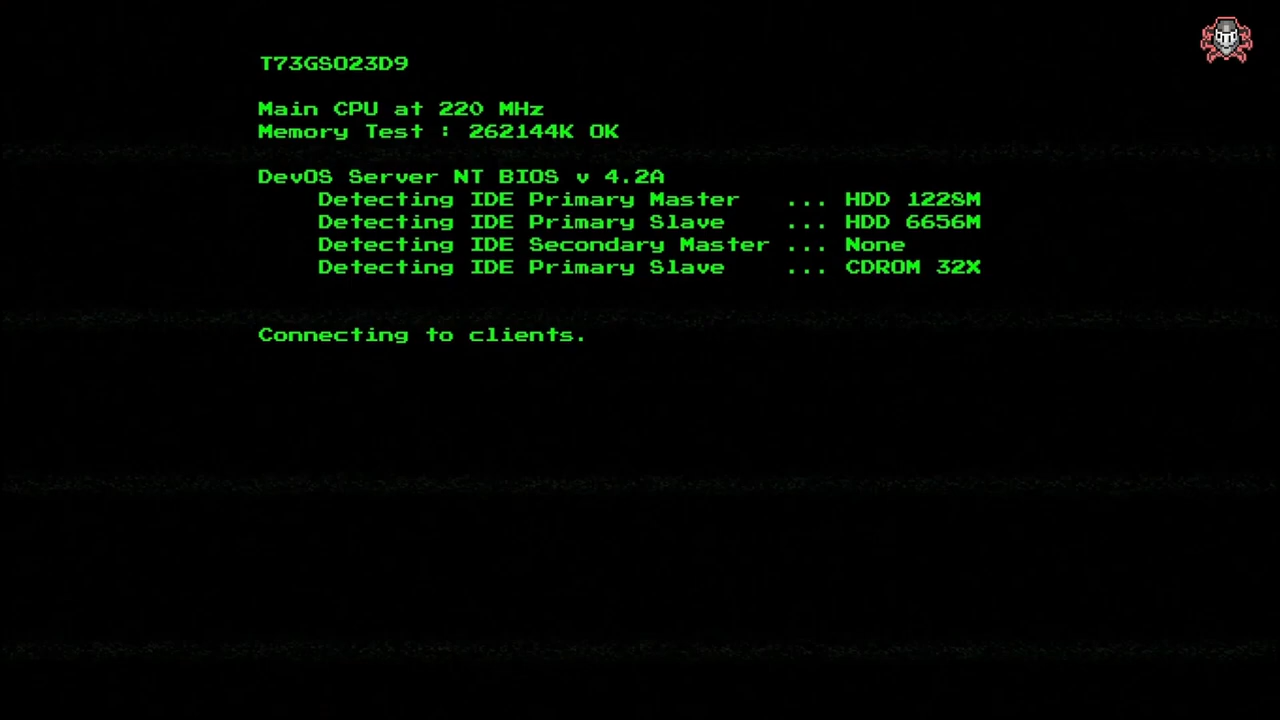 T73GSO23D9
Main CPU at 220 MHz
Memory Test : 262144K OK
DevOS Server NT BIOS v 4.2A
Detecting IDE Primary Master ... HDD 1228M
Detecting IDE Primary Slave ... HDD 6656M
Detecting IDE Secondary Master ... None
Detecting IDE Primary Slave ... CDROM 32X
Connecting to clients.